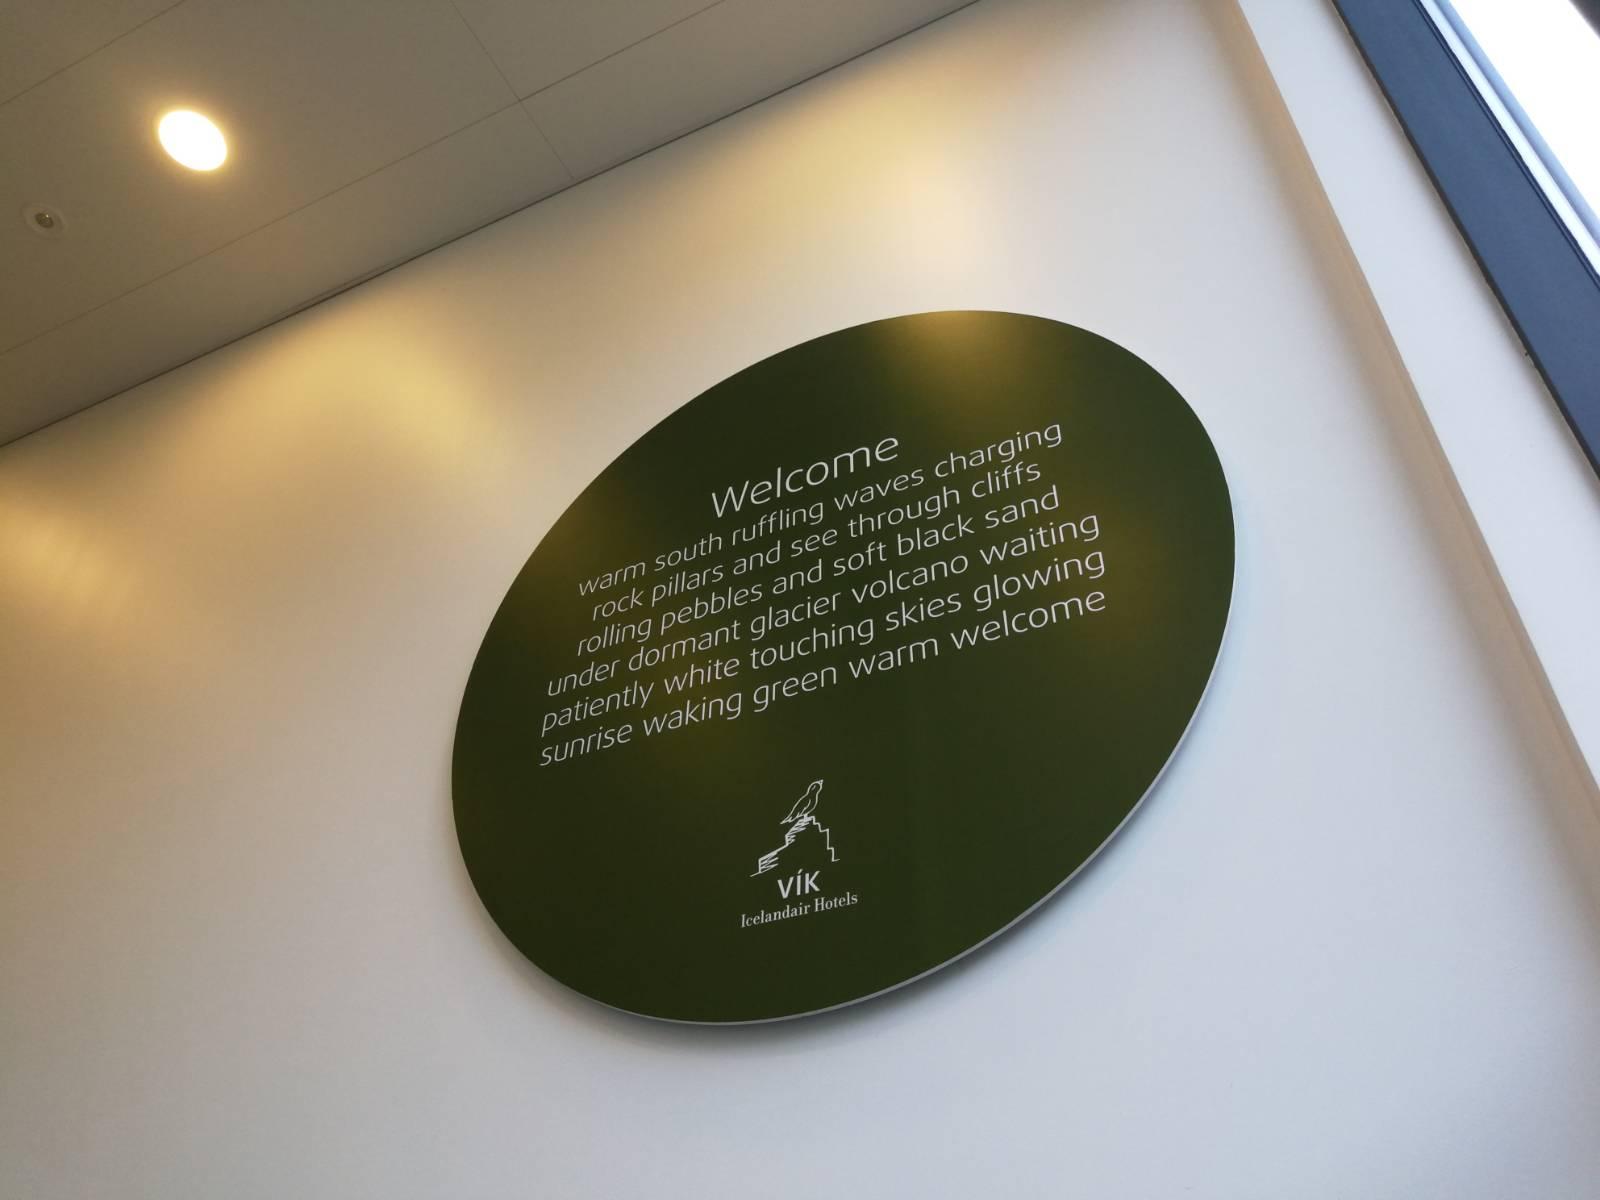 Welcome
warm south ruffling waves charging
rock pillars and see through cliffs
rolling pebbles and soft black sand
under dormant glacier volcano waiting
patiently white touching skies glowing
sunrise waking green warm welcome
VÍK
Icelandair Hotels